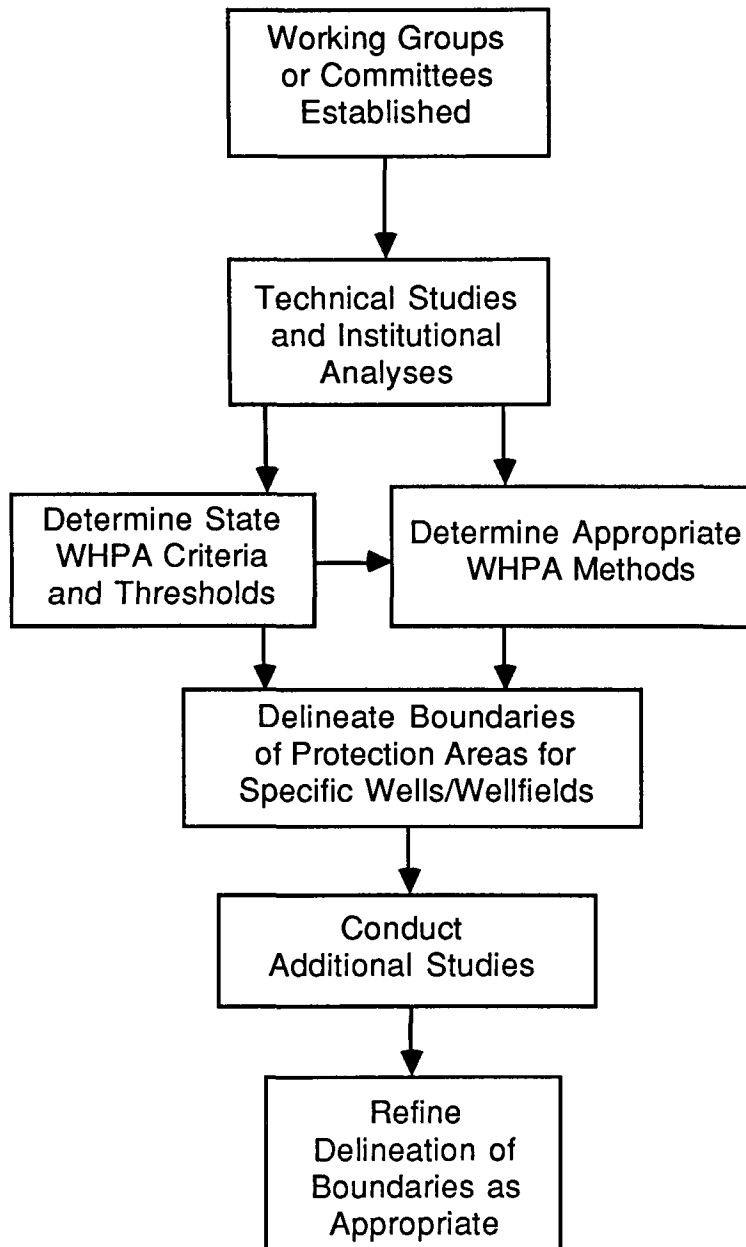 Working Groups
or Committees
Established
Technical Studies
and Institutional
Analyses
Determine State
WHPA Criteria
and Thresholds
Determine Appropriate
WHPA Methods
Delineate Boundaries
of Protection Areas for
Specific Wells/Wellfields
Conduct
Additional Studies
Refine
Delineation of
Boundaries as
Appropriate